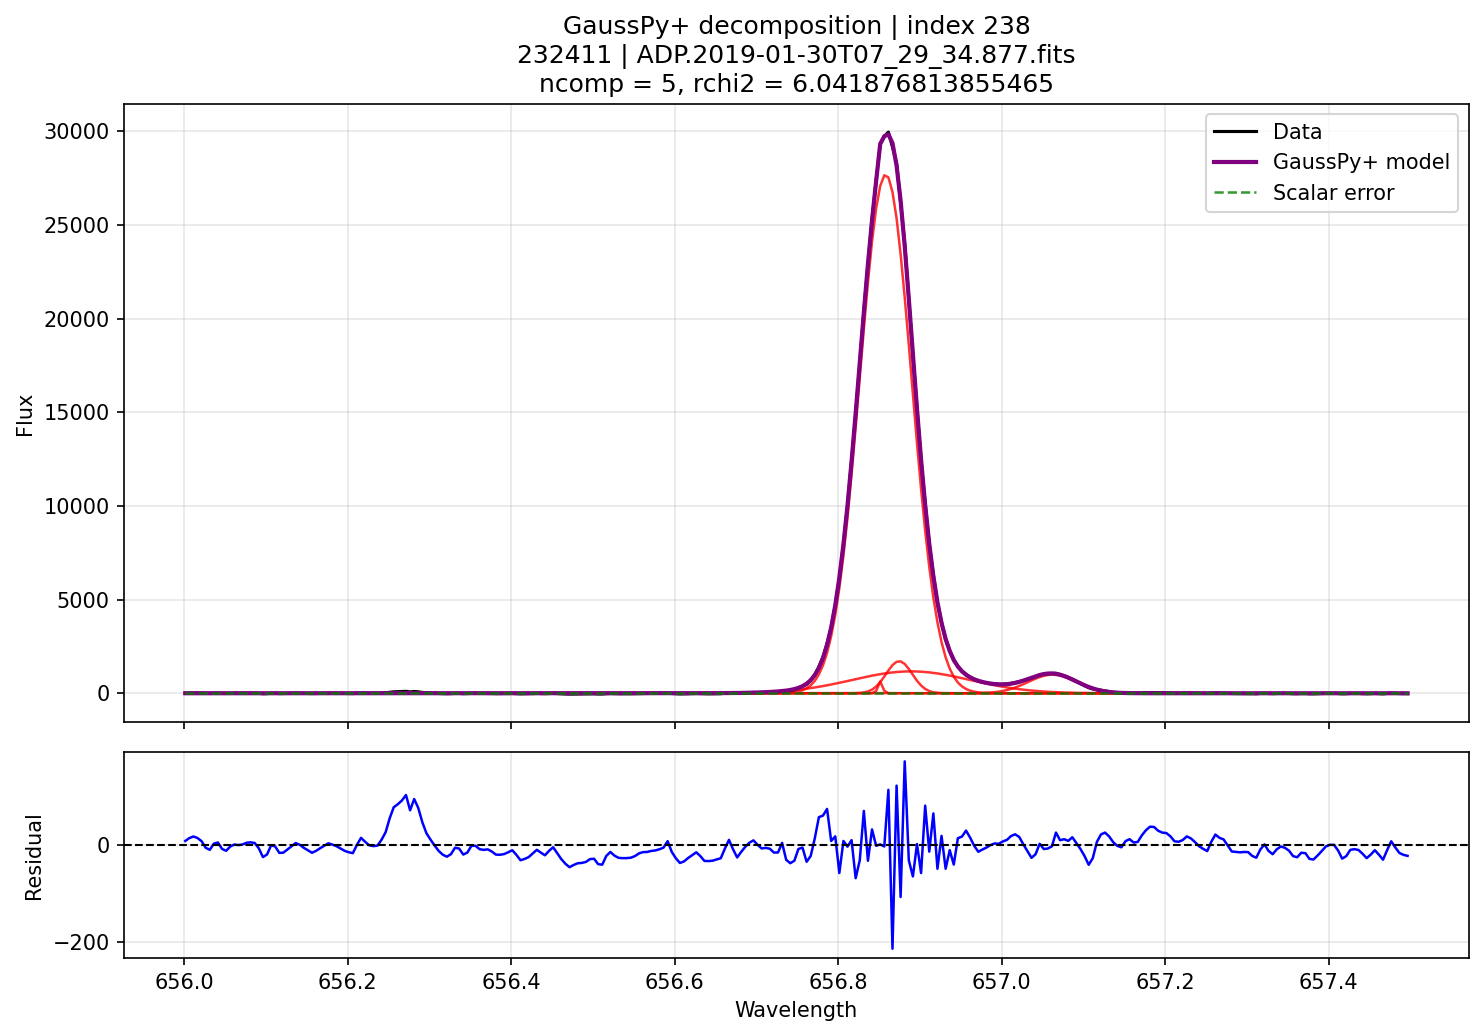 GaussPy+ decomposition | index 238
232411 | ADP.2019-01-30T07_29_34.877.fits
ncomp = 5, rchi2 = 6.041876813855465
30000
25000
20000
15000
10000
5000
0
Flux
Data
GaussPy+ model
Scalar error
0
−200
Residual
656.0
656.2
656.4
656.6
656.8
657.0
657.2
657.4
Wavelength